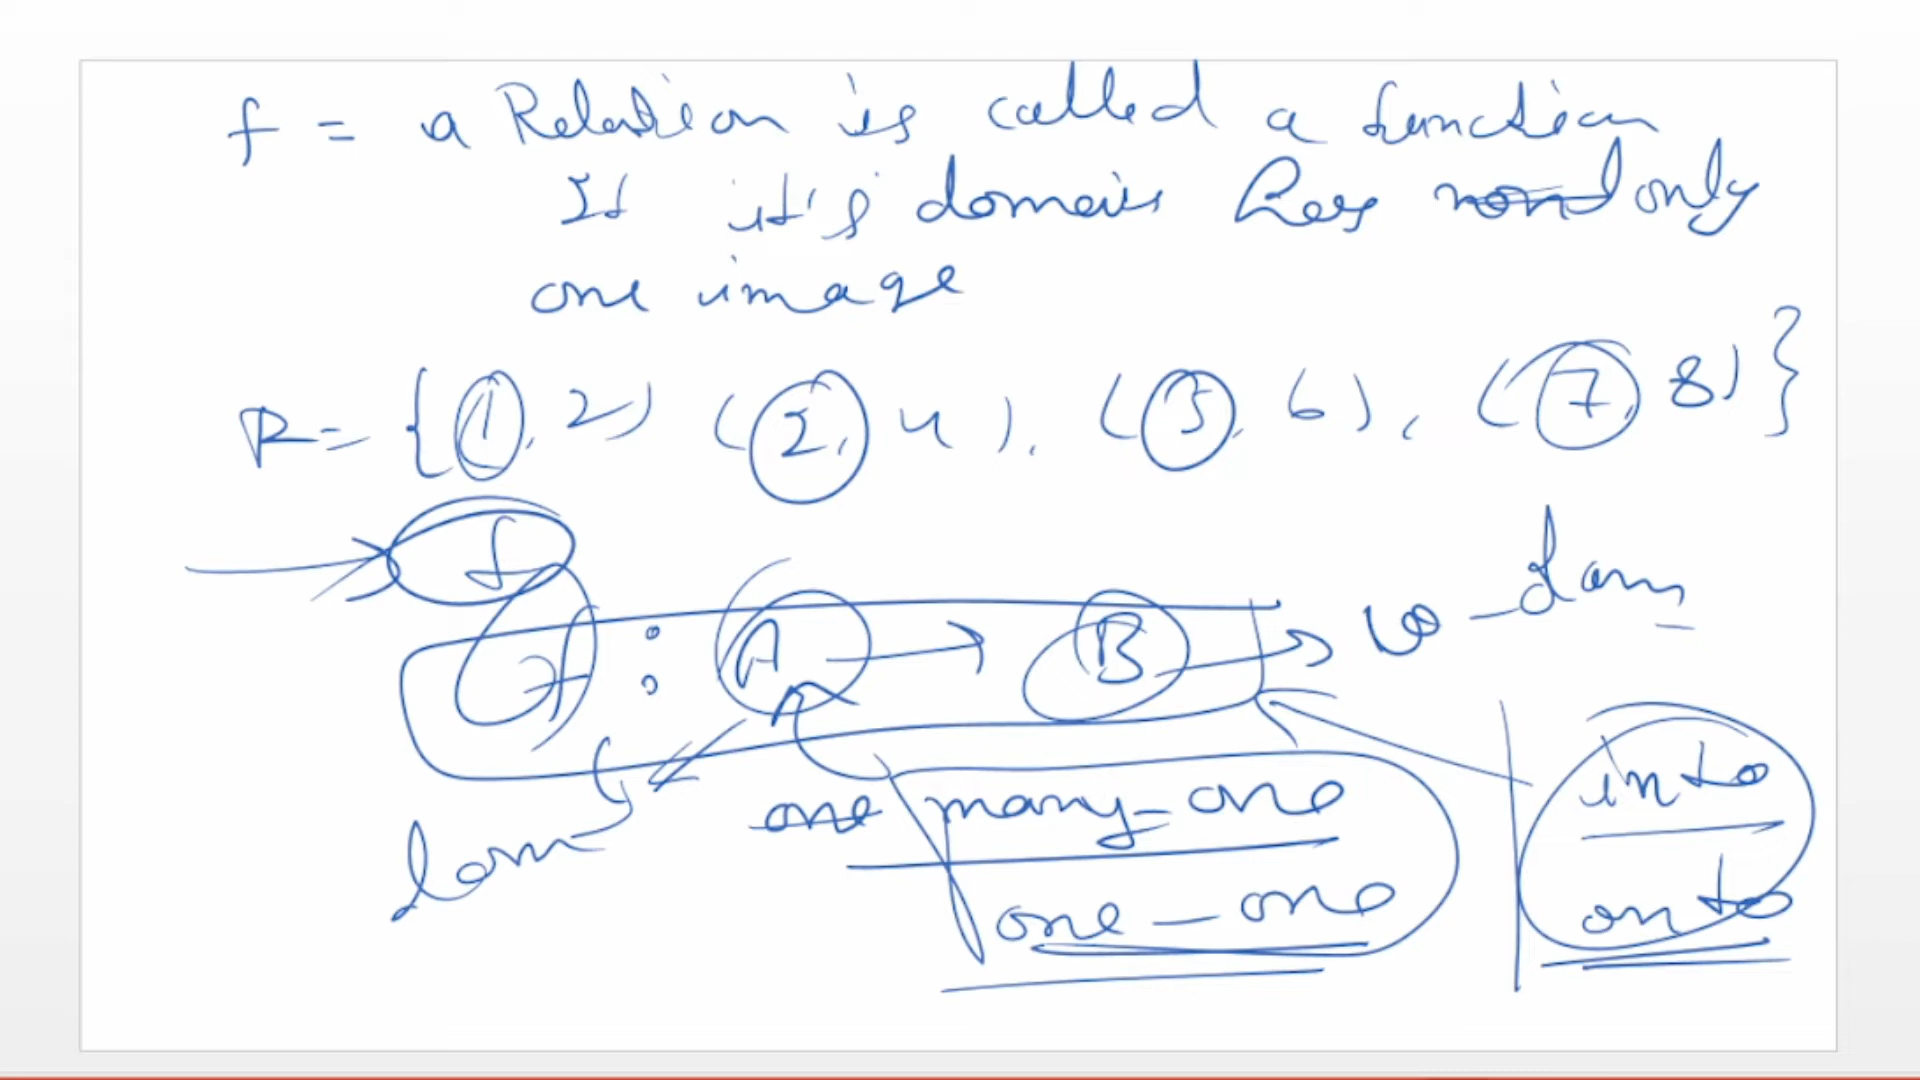 f = a Relation is called a function
If it's domain has only
one image
R = { 1, 2) (2, 4), (5, 6), (7, 8) }
f
f : A → B → co-dom
dom
one many-one
one-one
into
onto